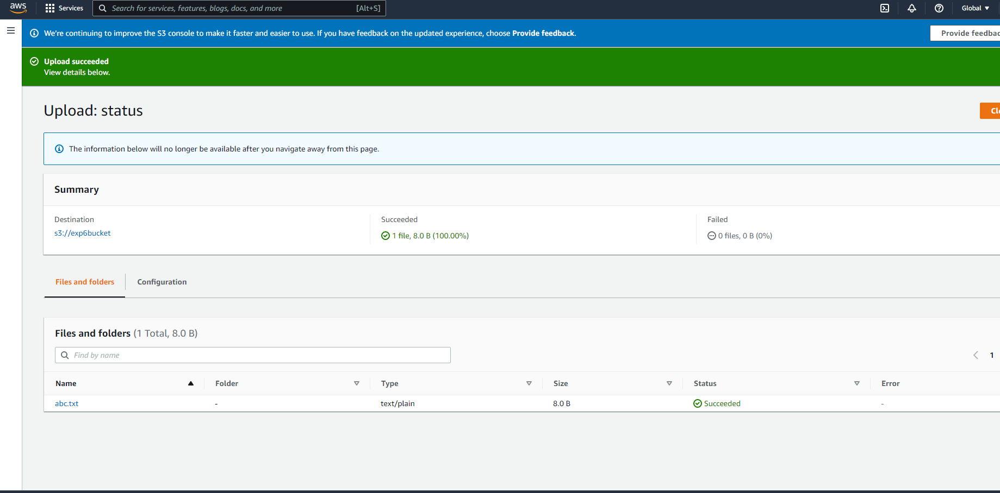 aws
Services
Search for services, features, blogs, docs, and more
[Alt+S]
Global
We're continuing to improve the S3 console to make it faster and easier to use. If you have feedback on the updated experience, choose Provide feedback.
Provide feedbac
Upload succeeded
View details below.
Upload: status
Cl
The information below will no longer be available after you navigate away from this page.
Summary
Destination
s3://exp6bucket
Succeeded
1 file, 8.0 B (100.00%)
Failed
0 files, 0 B (0%)
Files and folders
Configuration
Files and folders (1 Total, 8.0 B)
Find by name
1
Name Folder Type Size Status Error
abc.txt - text/plain 8.0 B Succeeded -